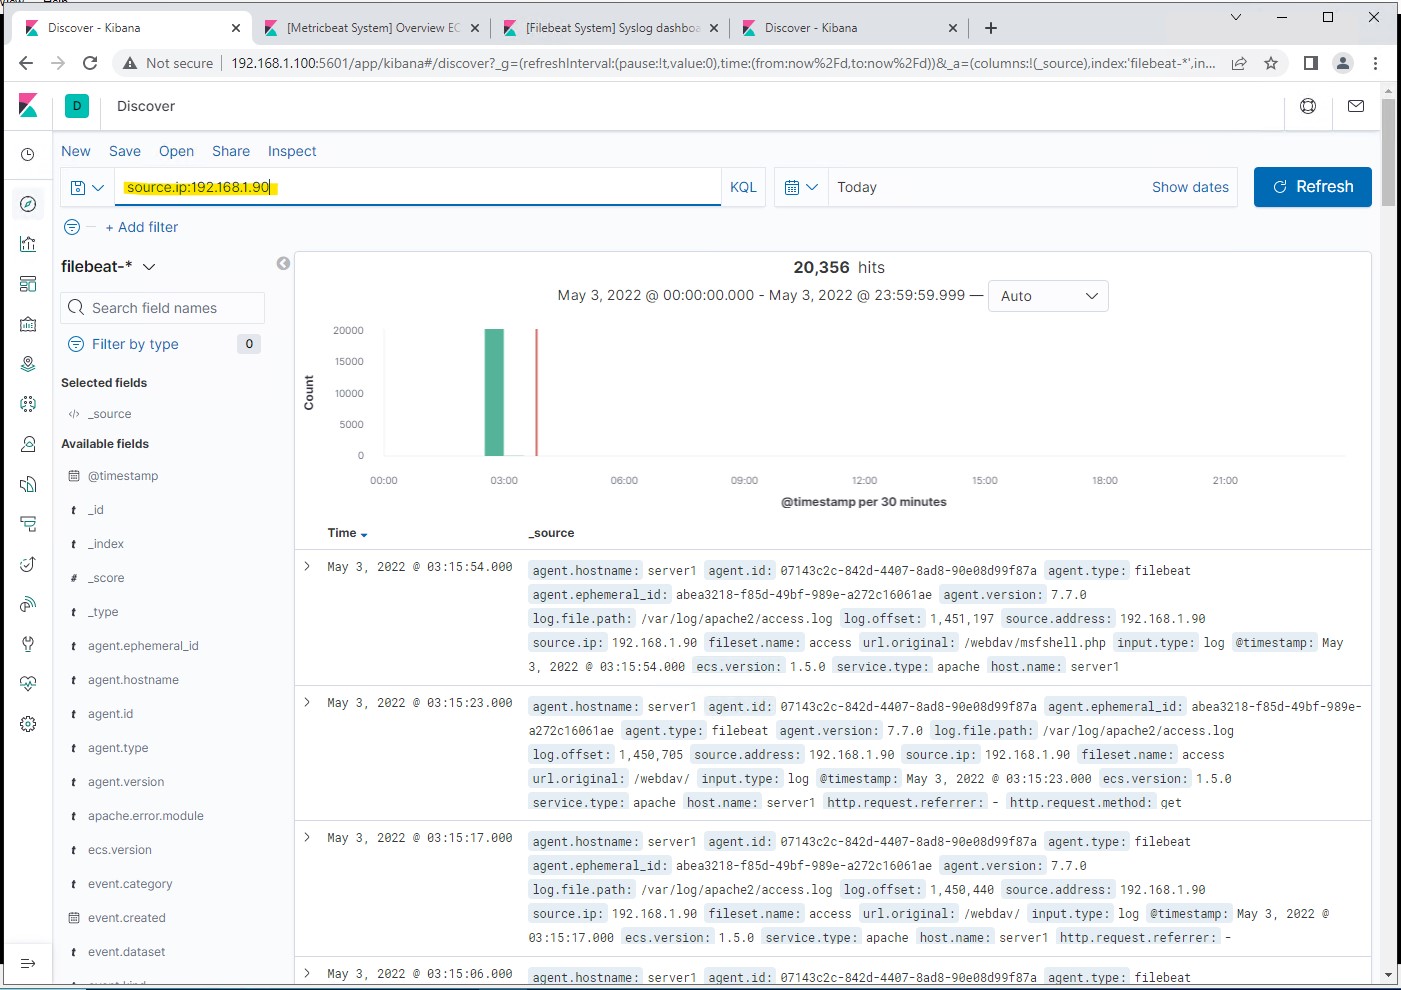 Discover - Kibana
[Metricbeat System] Overview EC
[Filebeat System] Syslog dashboa
Discover - Kibana
Not secure 192.168.1.100:5601/app/kibana#/discover?_g=(refreshInterval:(pause:!t,value:0),time:(from:now%2Fd,to:now%2Fd))&_a=(columns:!(_source),index:'filebeat-*',in...
D Discover
New Save Open Share Inspect
source.ip:192.168.1.90 KQL Today Show dates Refresh
+ Add filter
filebeat-*
Search field names
Filter by type 0
Selected fields
_source
Available fields
@timestamp
t _id
t _index
# _score
t _type
t agent.ephemeral_id
t agent.hostname
t agent.id
t agent.type
t agent.version
t apache.error.module
t ecs.version
t event.category
event.created
t event.dataset
20,356 hits
May 3, 2022 @ 00:00:00.000 - May 3, 2022 @ 23:59:59.999 — Auto
Count
20000
15000
10000
5000
0
00:00 03:00 06:00 09:00 12:00 15:00 18:00 21:00
@timestamp per 30 minutes
Time _source
May 3, 2022 @ 03:15:54.000
agent.hostname: server1 agent.id: 07143c2c-842d-4407-8ad8-90e08d99f87a agent.type: filebeat
agent.ephemeral_id: abea3218-f85d-49bf-989e-a272c16061ae agent.version: 7.7.0
log.file.path: /var/log/apache2/access.log log.offset: 1,451,197 source.address: 192.168.1.90
source.ip: 192.168.1.90 fileset.name: access url.original: /webdav/msfshell.php input.type: log @timestamp: May
3, 2022 @ 03:15:54.000 ecs.version: 1.5.0 service.type: apache host.name: server1
May 3, 2022 @ 03:15:23.000
agent.hostname: server1 agent.id: 07143c2c-842d-4407-8ad8-90e08d99f87a agent.ephemeral_id: abea3218-f85d-49bf-989e-
a272c16061ae agent.type: filebeat agent.version: 7.7.0 log.file.path: /var/log/apache2/access.log
log.offset: 1,450,705 source.address: 192.168.1.90 source.ip: 192.168.1.90 fileset.name: access
url.original: /webdav/ input.type: log @timestamp: May 3, 2022 @ 03:15:23.000 ecs.version: 1.5.0
service.type: apache host.name: server1 http.request.referrer: - http.request.method: get
May 3, 2022 @ 03:15:17.000
agent.hostname: server1 agent.id: 07143c2c-842d-4407-8ad8-90e08d99f87a agent.type: filebeat
agent.ephemeral_id: abea3218-f85d-49bf-989e-a272c16061ae agent.version: 7.7.0
log.file.path: /var/log/apache2/access.log log.offset: 1,450,440 source.address: 192.168.1.90
source.ip: 192.168.1.90 fileset.name: access url.original: /webdav/ input.type: log @timestamp: May 3, 2022 @
03:15:17.000 ecs.version: 1.5.0 service.type: apache host.name: server1 http.request.referrer: -
May 3, 2022 @ 03:15:06.000
agent.hostname: server1 agent.id: 07143c2c-842d-4407-8ad8-90e08d99f87a agent.type: filebeat